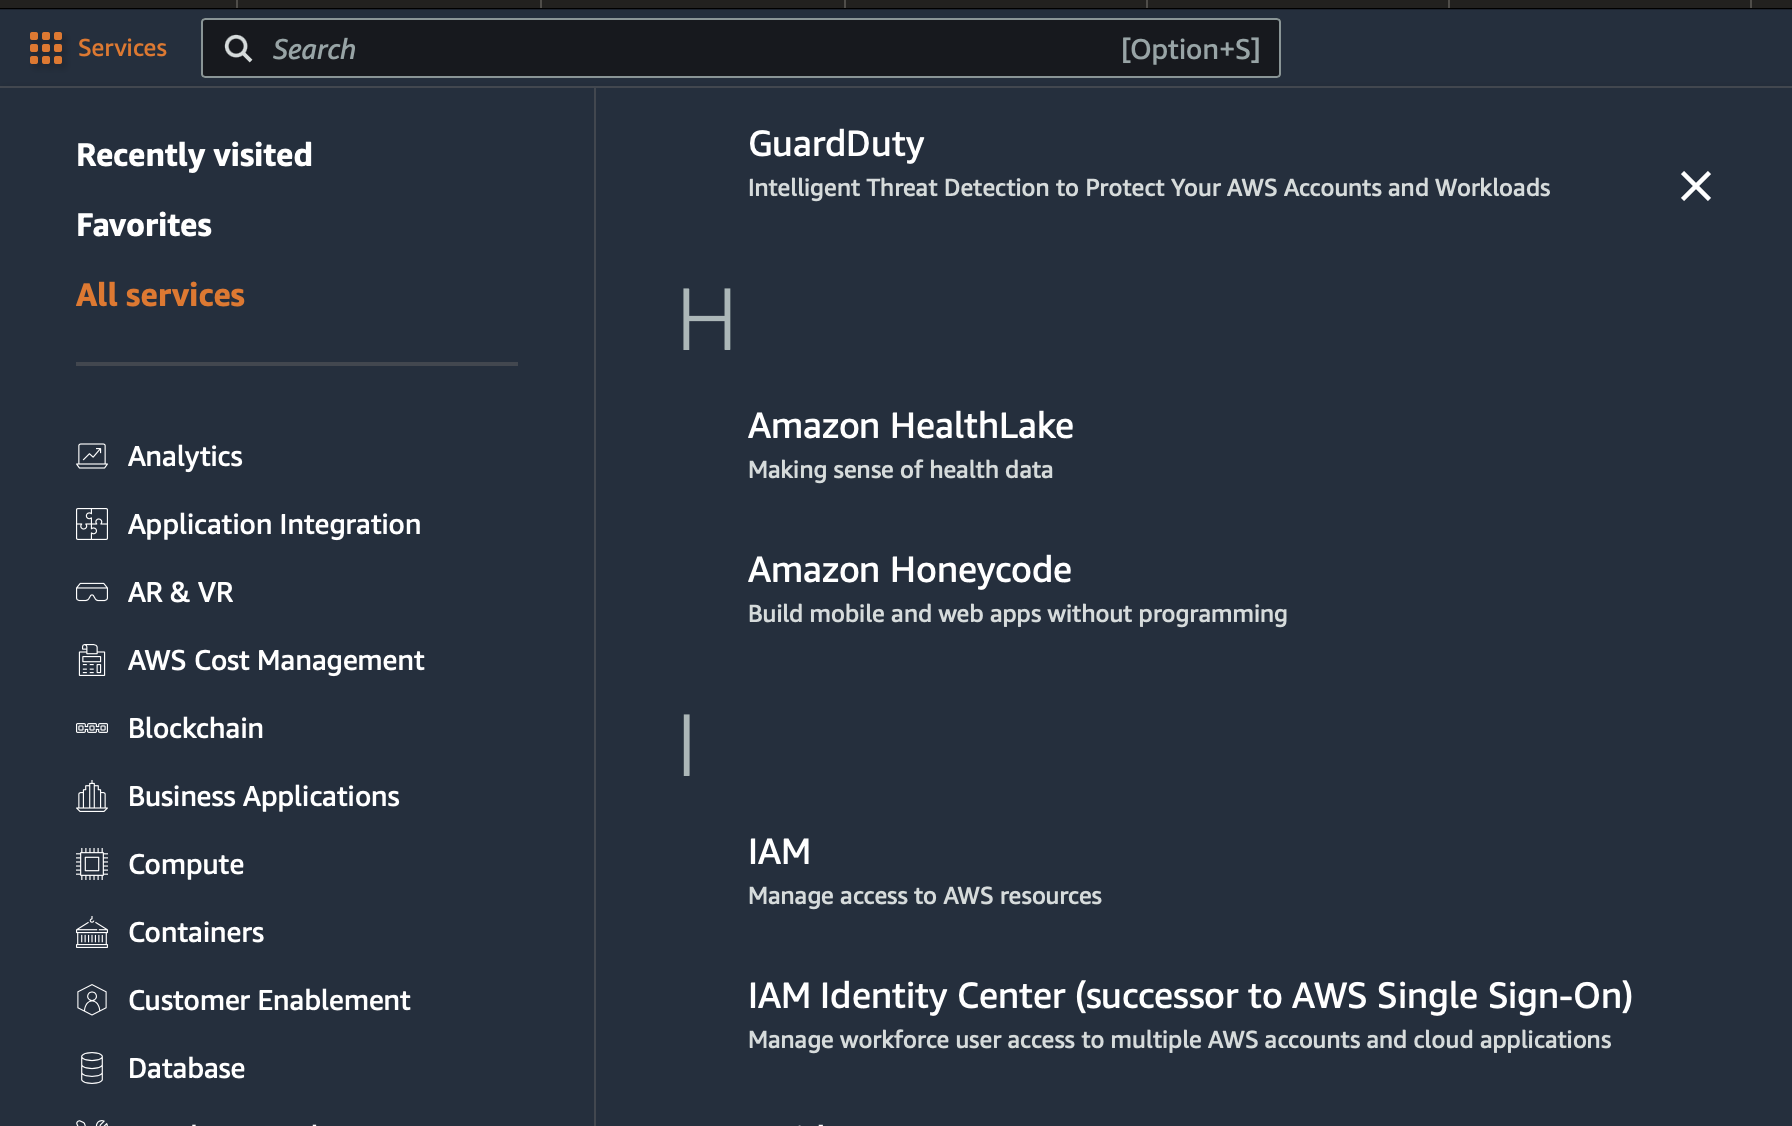 Services
Search
[Option+S]
Recently visited
Favorites
All services
Analytics
Application Integration
AR & VR
AWS Cost Management
Blockchain
Business Applications
Compute
Containers
Customer Enablement
Database
GuardDuty
Intelligent Threat Detection to Protect Your AWS Accounts and Workloads
H
Amazon HealthLake
Making sense of health data
Amazon Honeycode
Build mobile and web apps without programming
I
IAM
Manage access to AWS resources
IAM Identity Center (successor to AWS Single Sign-On)
Manage workforce user access to multiple AWS accounts and cloud applications